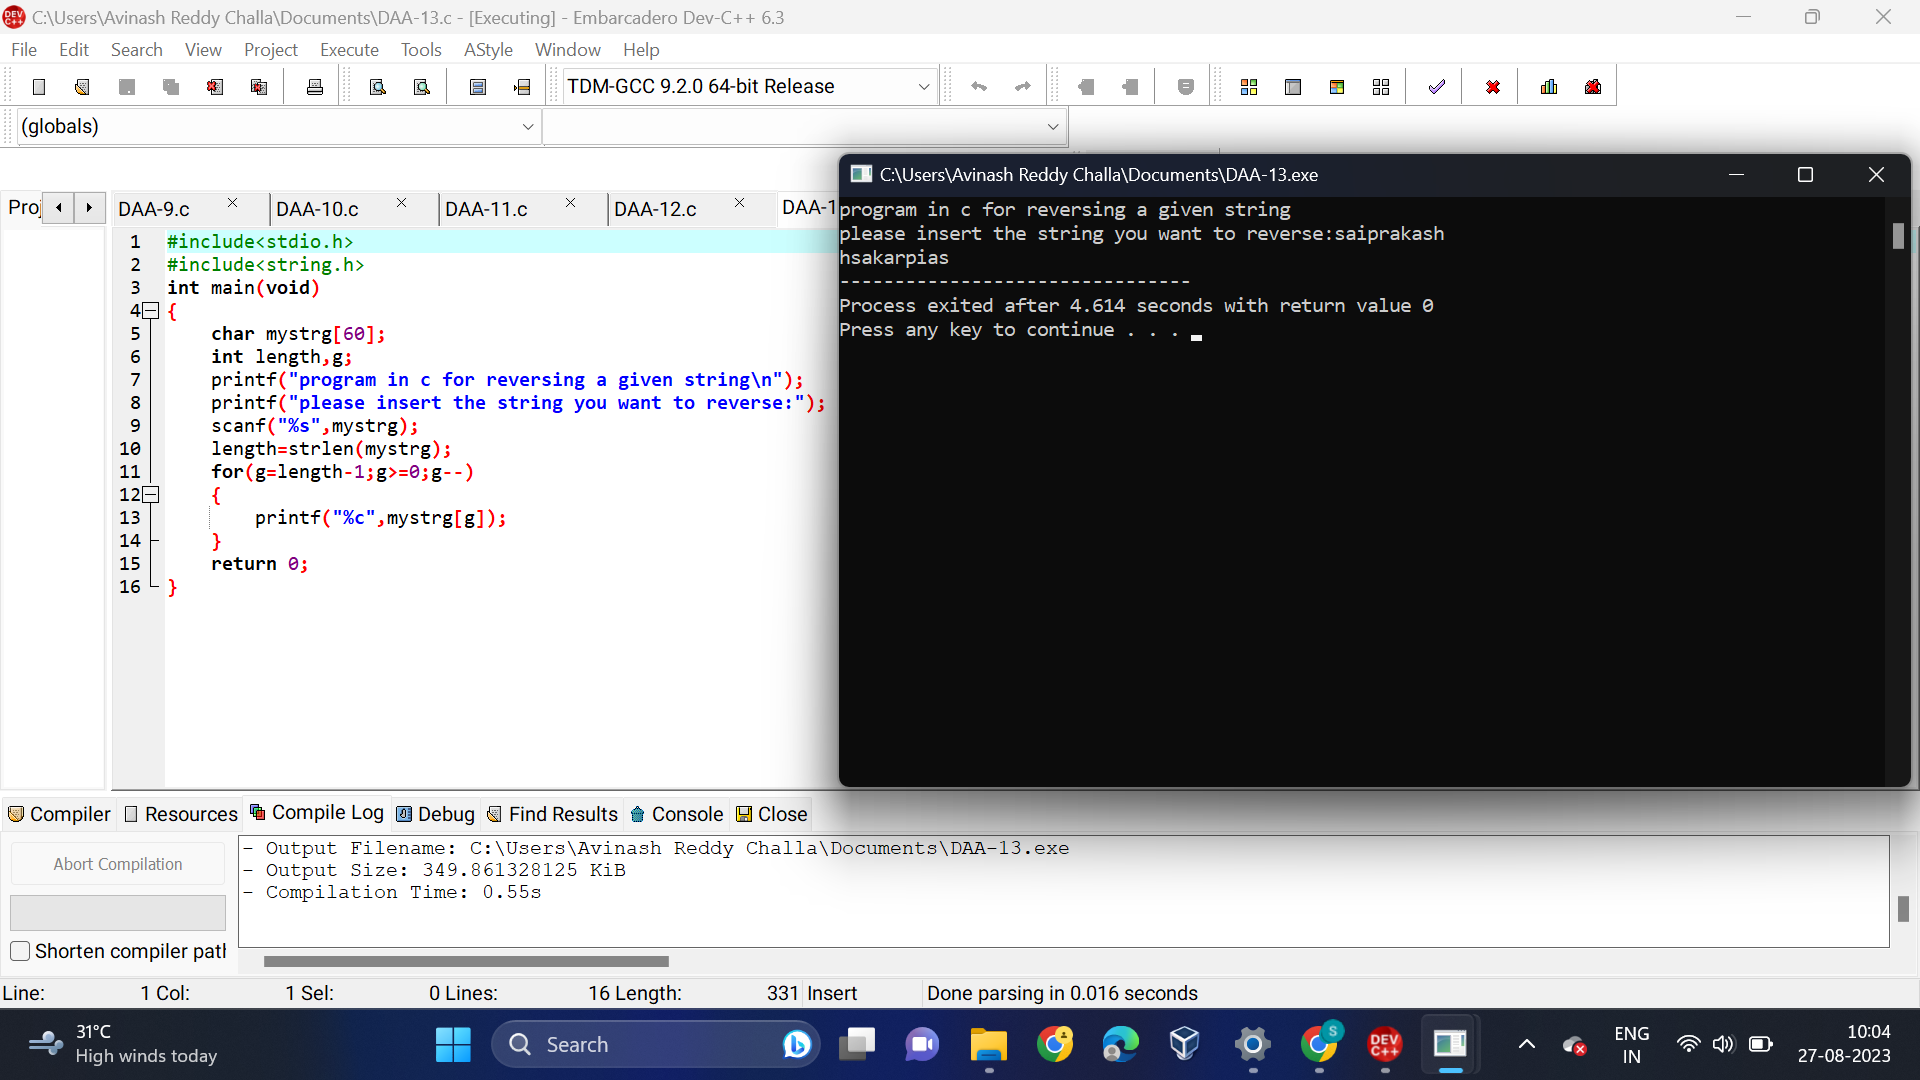 C:\Users\Avinash Reddy Challa\Documents\DAA-13.c - [Executing] - Embarcadero Dev-C++ 6.3
File Edit Search View Project Execute Tools AStyle Window Help
TDM-GCC 9.2.0 64-bit Release
(globals)
Proj DAA-9.c DAA-10.c DAA-11.c DAA-12.c DAA-1
1 #include<stdio.h>
2 #include<string.h>
3 int main(void)
4 {
5 char mystrg[60];
6 int length,g;
7 printf("program in c for reversing a given string\n");
8 printf("please insert the string you want to reverse:");
9 scanf("%s",mystrg);
10 length=strlen(mystrg);
11 for(g=length-1;g>=0;g--)
12 {
13 printf("%c",mystrg[g]);
14 }
15 return 0;
16 }
C:\Users\Avinash Reddy Challa\Documents\DAA-13.exe
program in c for reversing a given string
please insert the string you want to reverse:saiprakash
hsakarpias
--------------------------------
Process exited after 4.614 seconds with return value 0
Press any key to continue . . .
Compiler Resources Compile Log Debug Find Results Console Close
Abort Compilation
Shorten compiler path
- Output Filename: C:\Users\Avinash Reddy Challa\Documents\DAA-13.exe
- Output Size: 349.861328125 KiB
- Compilation Time: 0.55s
Line: 1 Col: 1 Sel: 0 Lines: 16 Length: 331 Insert Done parsing in 0.016 seconds
31°C
High winds today
Search
S
DEV
C++
ENG
IN
10:04
27-08-2023